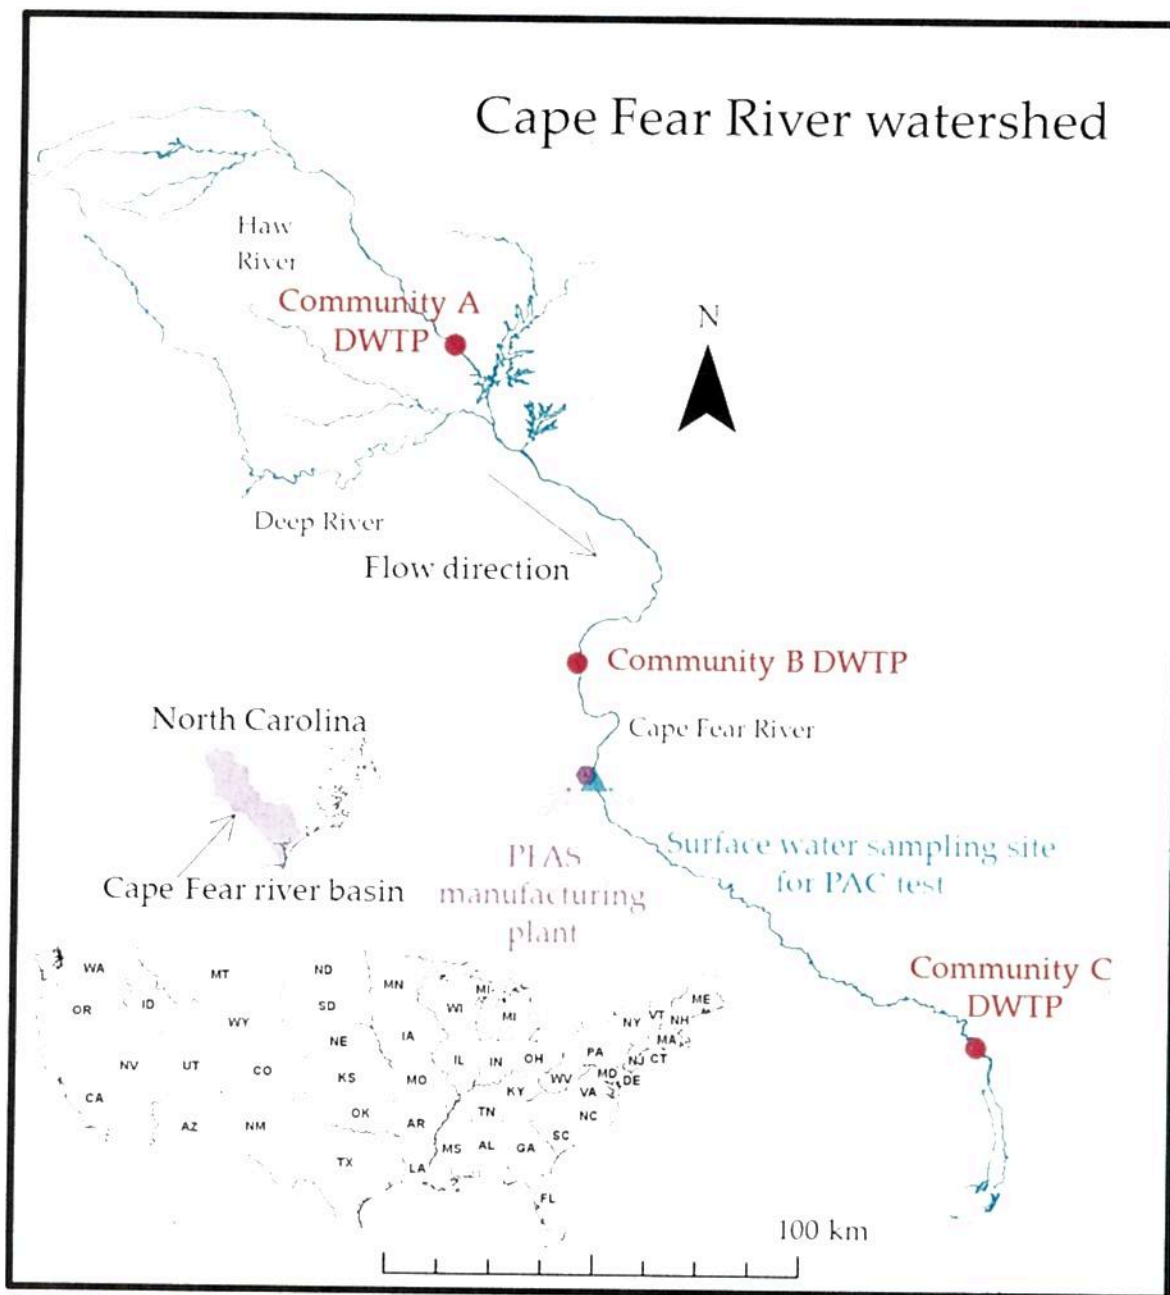 Cape Fear River watershed
Haw
River
Community A
DWTP
N
Deep River
Flow direction
Community B DWTP
North Carolina
Cape Fear River
Surface water sampling site
for PAC test
PFAS
manufacturing
plant
Cape Fear river basin
Community C
DWTP
WA
MT
ND
MN
MI
ME
OR
ID
SD
WI
MI
NY
VT
NH
WY
NE
IA
MA
NV
UT
CO
KS
MO
IL
IN
OH
PA
NJ
CT
WV
MD
DE
KY
VA
CA
AZ
NM
OK
AR
TN
NC
SC
MS
AL
GA
TX
LA
FL
100 km